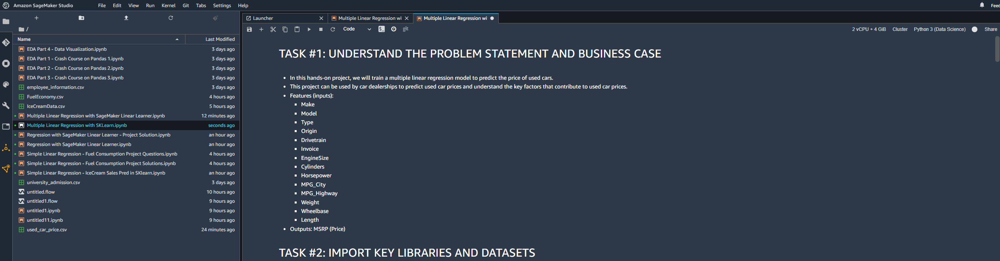 Amazon SageMaker Studio File Edit View Run Kernel Git Tabs Settings Help
Launcher
Multiple Linear Regression wi
Multiple Linear Regression wi
/
Code
git
2 vCPU + 4 GiB Cluster Python 3 (Data Science) Share
Name Last Modified
EDA Part 4 - Data Visualization.ipynb 3 days ago
EDA Part 1 - Crash Course on Pandas 1.ipynb 3 days ago
EDA Part 2 - Crash Course on Pandas 2.ipynb 3 days ago
EDA Part 3 - Crash Course on Pandas 3.ipynb 3 days ago
employee_information.csv 3 days ago
FuelEconomy.csv 4 hours ago
IceCreamData.csv 5 hours ago
Multiple Linear Regression with SageMaker Linear Learner.ipynb 12 minutes ago
Multiple Linear Regression with SKLearn.ipynb seconds ago
Regression with SageMaker Linear Learner - Project Solution.ipynb an hour ago
Regression with SageMaker Linear Learner.ipynb an hour ago
Simple Linear Regression - Fuel Consumption Project Questions.ipynb 4 hours ago
Simple Linear Regression - Fuel Consumption Project Solutions.ipynb 4 hours ago
Simple Linear Regression - IceCream Sales Pred in SKlearn.ipynb an hour ago
university_admission.csv 3 days ago
untitled.flow 10 hours ago
untitled1.flow 9 hours ago
untitled1.ipynb 9 hours ago
untitled11.ipynb 9 hours ago
used_car_price.csv 24 minutes ago
TASK #1: UNDERSTAND THE PROBLEM STATEMENT AND BUSINESS CASE
In this hands-on project, we will train a multiple linear regression model to predict the price of used cars.
This project can be used by car dealerships to predict used car prices and understand the key factors that contribute to used car prices.
Features (inputs):
Make
Model
Type
Origin
Drivetrain
Invoice
EngineSize
Cylinders
Horsepower
MPG_City
MPG_Highway
Weight
Wheelbase
Length
Outputs: MSRP (Price)
TASK #2: IMPORT KEY LIBRARIES AND DATASETS